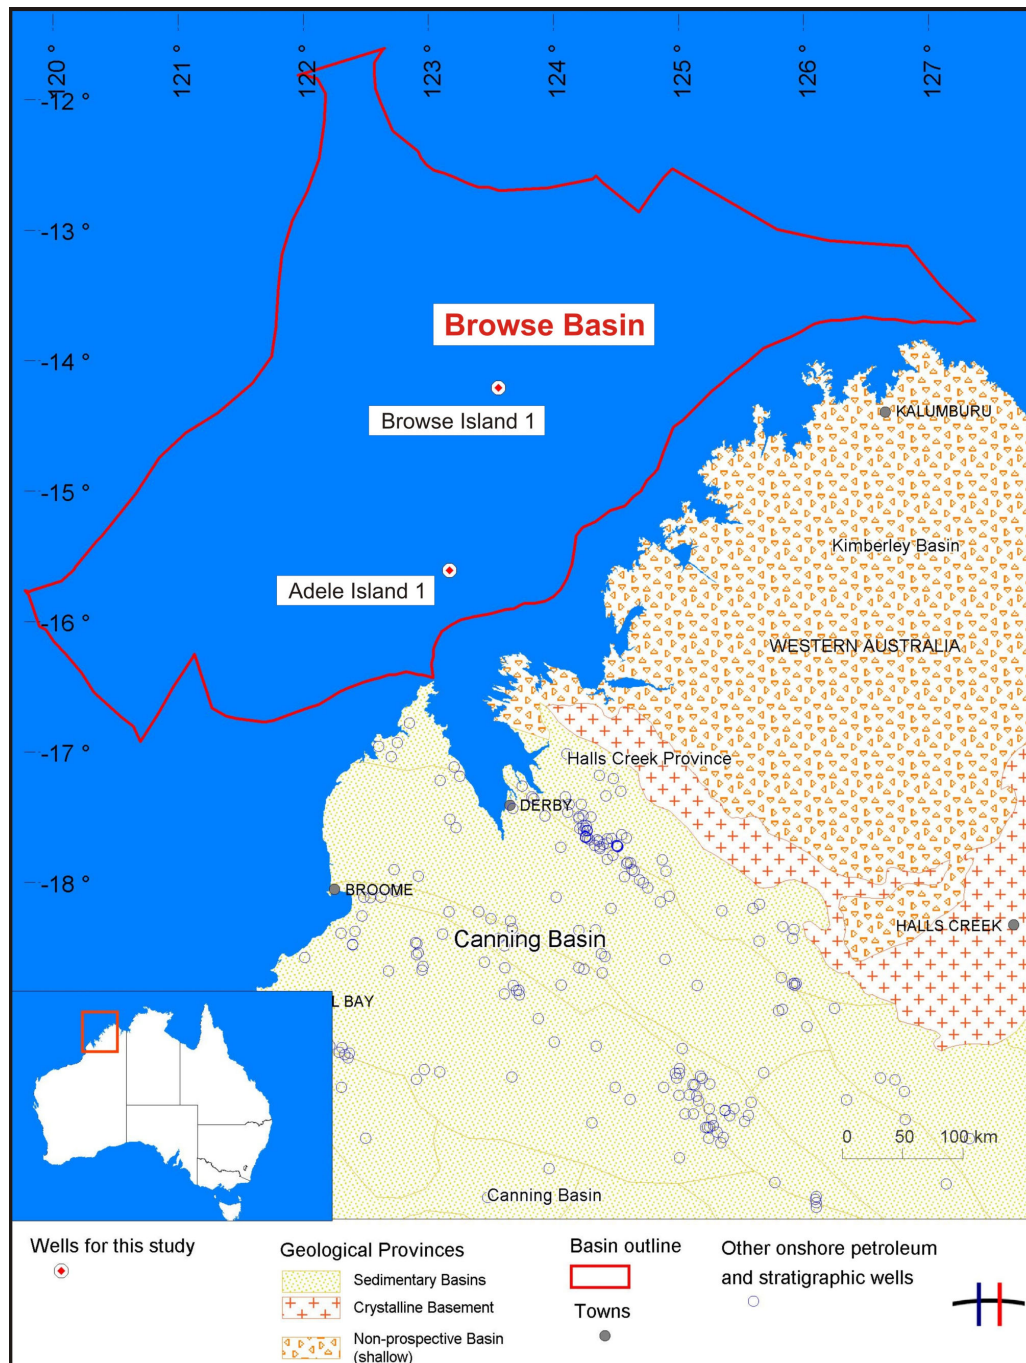 120 °
121 °
122 °
123 °
124 °
125 °
126 °
127 °
-12 °
-13 °
-14 °
-15 °
-16 °
-17 °
-18 °
Browse Basin
Browse Island 1
KALUMBURU
Kimberley Basin
Adele Island 1
WESTERN AUSTRALIA
Halls Creek Province
DERBY
BROOME
HALLS CREEK
Canning Basin
L BAY
0 50 100 km
Canning Basin
Wells for this study
Geological Provinces
Sedimentary Basins
Crystalline Basement
Non-prospective Basin
(shallow)
Basin outline
Towns
Other onshore petroleum
and stratigraphic wells